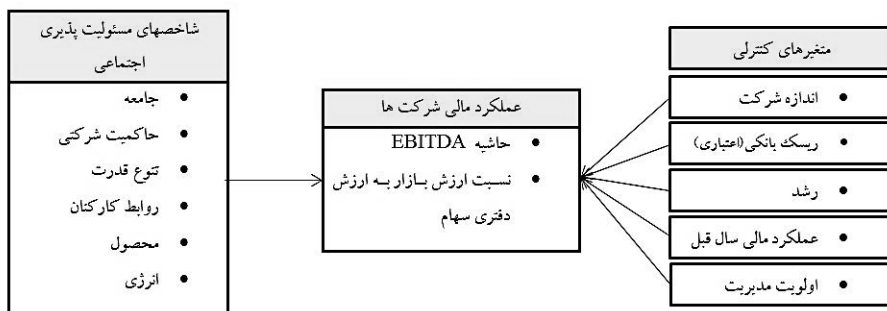 شاخصهای مسئولیت پذیری
اجتماعی
• جامعه
• حاکمیت شرکتی
• تنوع قدرت
• روابط کارکنان
• محصول
• انرژی
عملکرد مالی شرکت ها
• حاشیه EBITDA
• نسبت ارزش بازار به ارزش
دفتری سهام
متغیرهای کنترلی
• اندازه شرکت
• ریسک بانکی(اعتباری)
• رشد
• عملکرد مالی سال قبل
• اولویت مدیریت